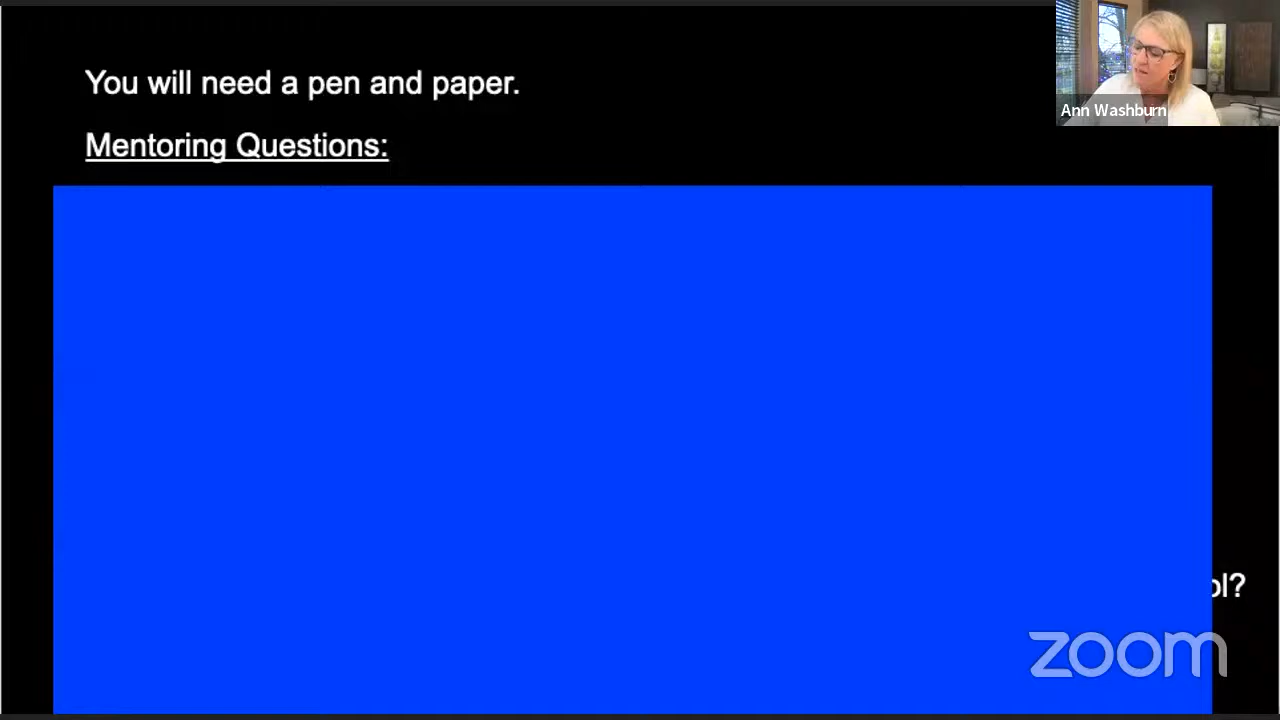 You will need a pen and paper.
Ann Washburn
Mentoring Questions:
ol?
zoom